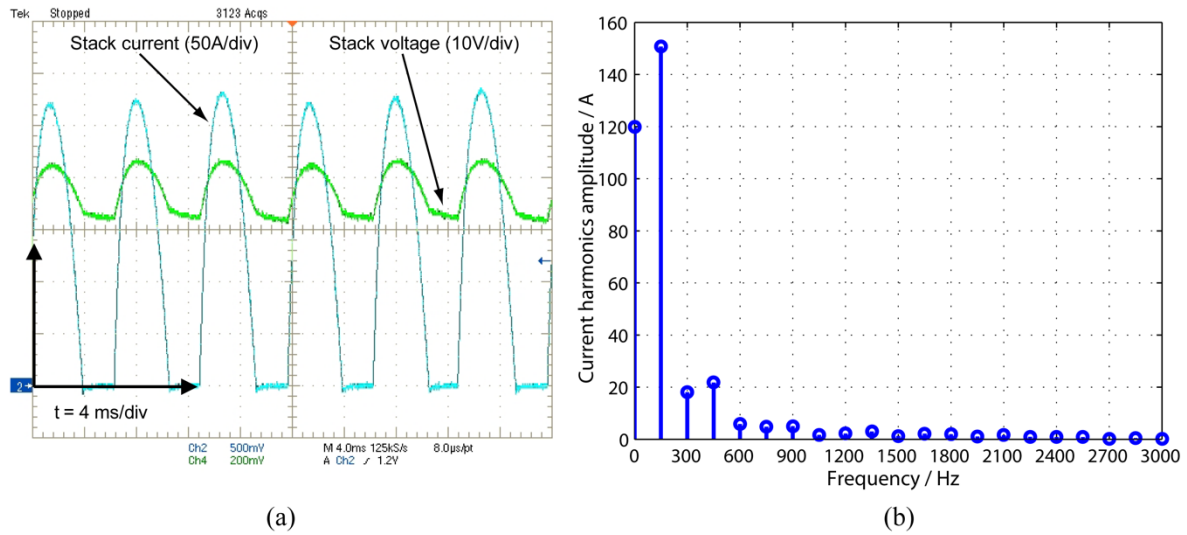 Tek Stopped 3123 Acqs
Stack current (50A/div) Stack voltage (10V/div)
2
t = 4 ms/div
Ch2 500mV M 4.0ms 125kS/s 8.0µs/pt
Ch4 200mV A Ch2 ⁄ 1.2V
(a)
Current harmonics amplitude / A
160
140
120
100
80
60
40
20
0
0 300 600 900 1200 1500 1800 2100 2400 2700 3000
Frequency / Hz
(b)